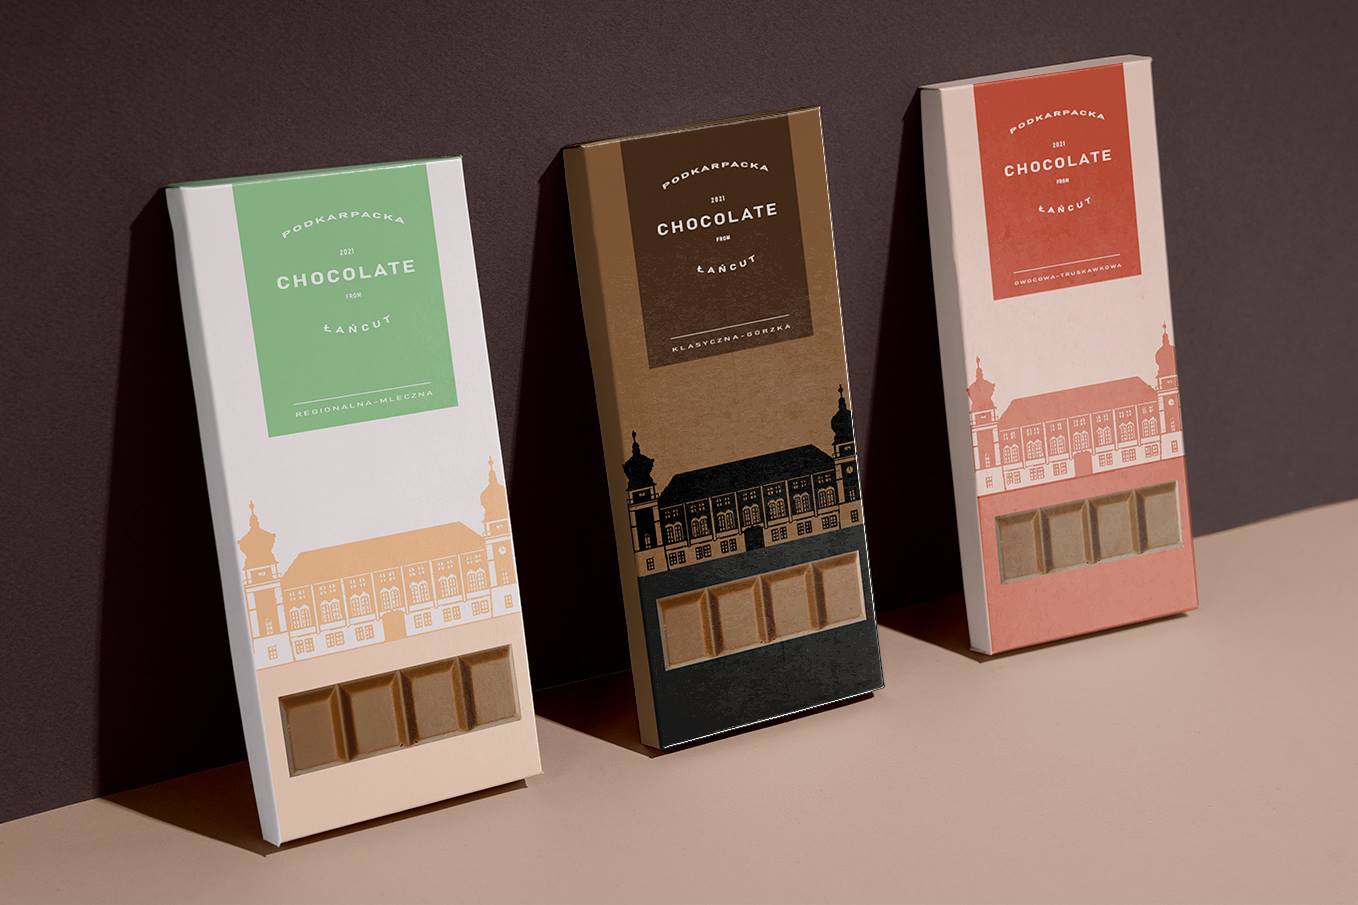 PODKARPACKA
2021
CHOCOLATE
FROM
ŁAŃCUT
REGIONALNA-MLECZNA
PODKARPACKA
2021
CHOCOLATE
FROM
ŁAŃCUT
KLASYCZNA-GORZKA
PODKARPACKA
2021
CHOCOLATE
FROM
ŁAŃCUT
OWOCOWA-TRUSKAWKOWA